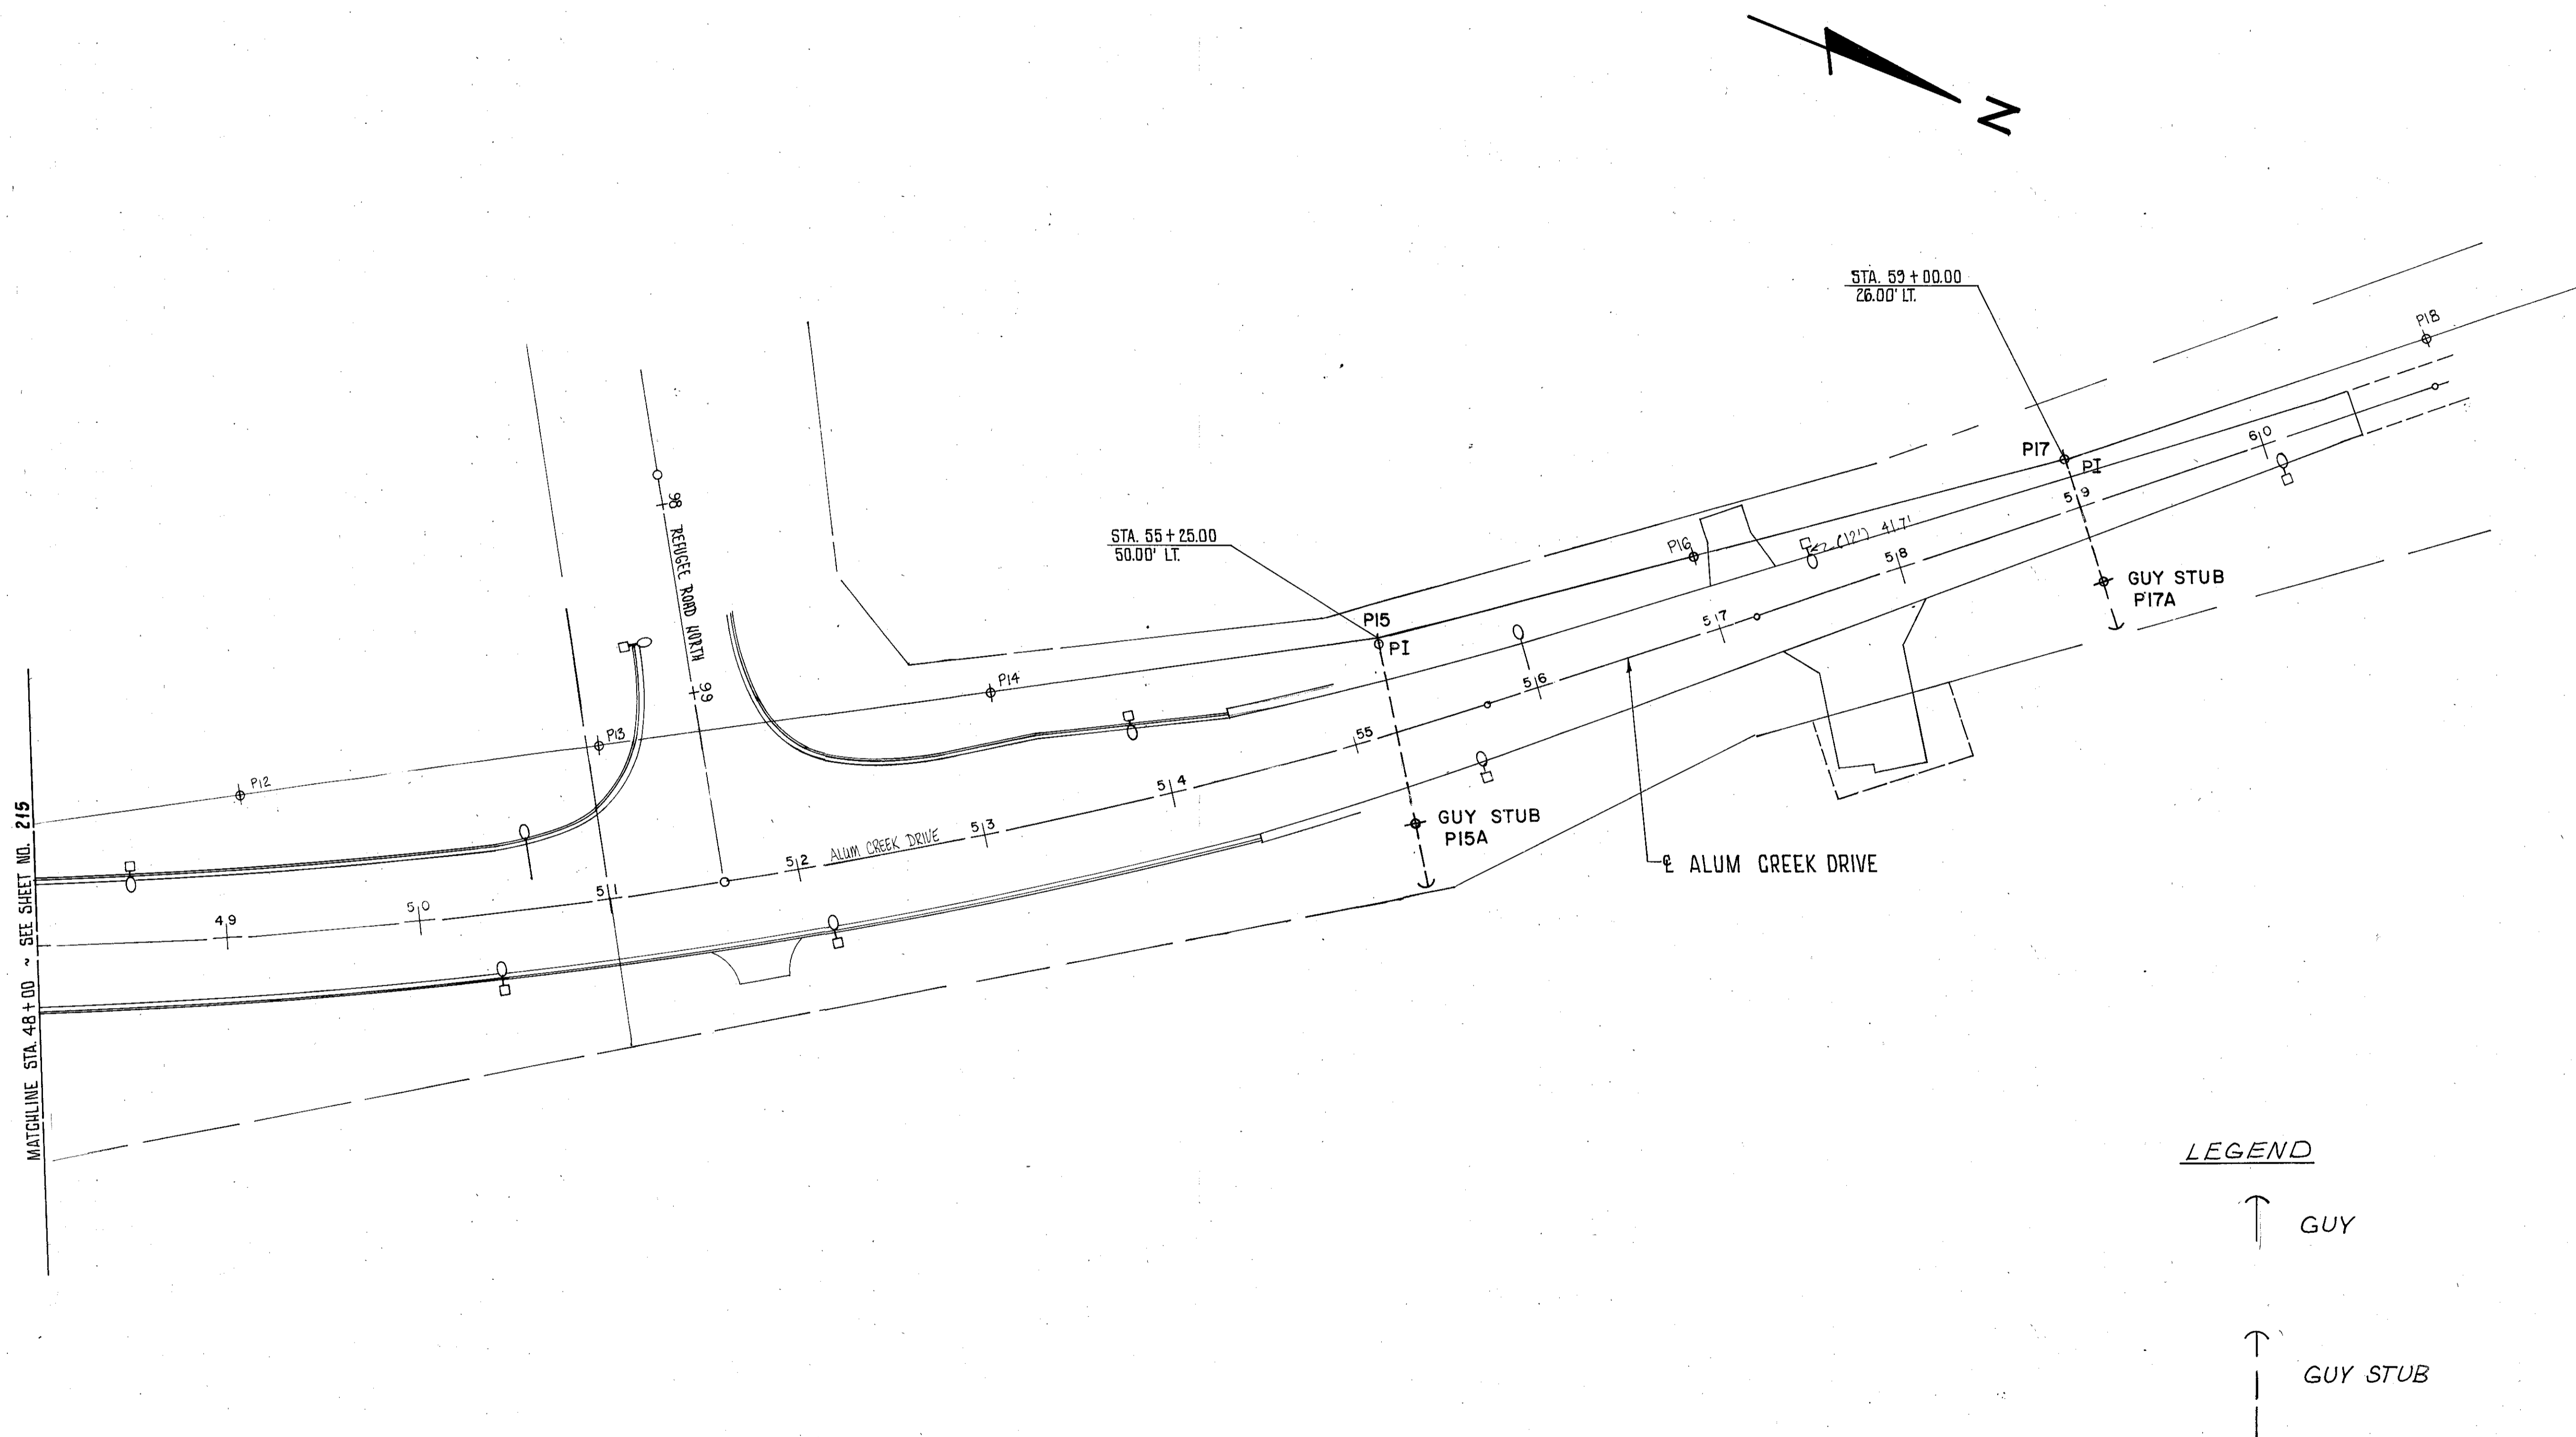 N
STA. 59 + 00.00
26.00' LT.
P18
P17
PI
60
59
(12') 41.7'
P16
58
GUY STUB
P17A
57
STA. 55 + 25.00
50.00' LT.
P15
PI
56
55
98
REFUGEE ROAD NORTH
99
P14
P13
P12
54
53
52
ALUM CREEK DRIVE
51
50
49
GUY STUB
P15A
℄ ALUM CREEK DRIVE
MATCHLINE STA. 48+00 ~ SEE SHEET NO. 215
LEGEND
GUY
GUY STUB